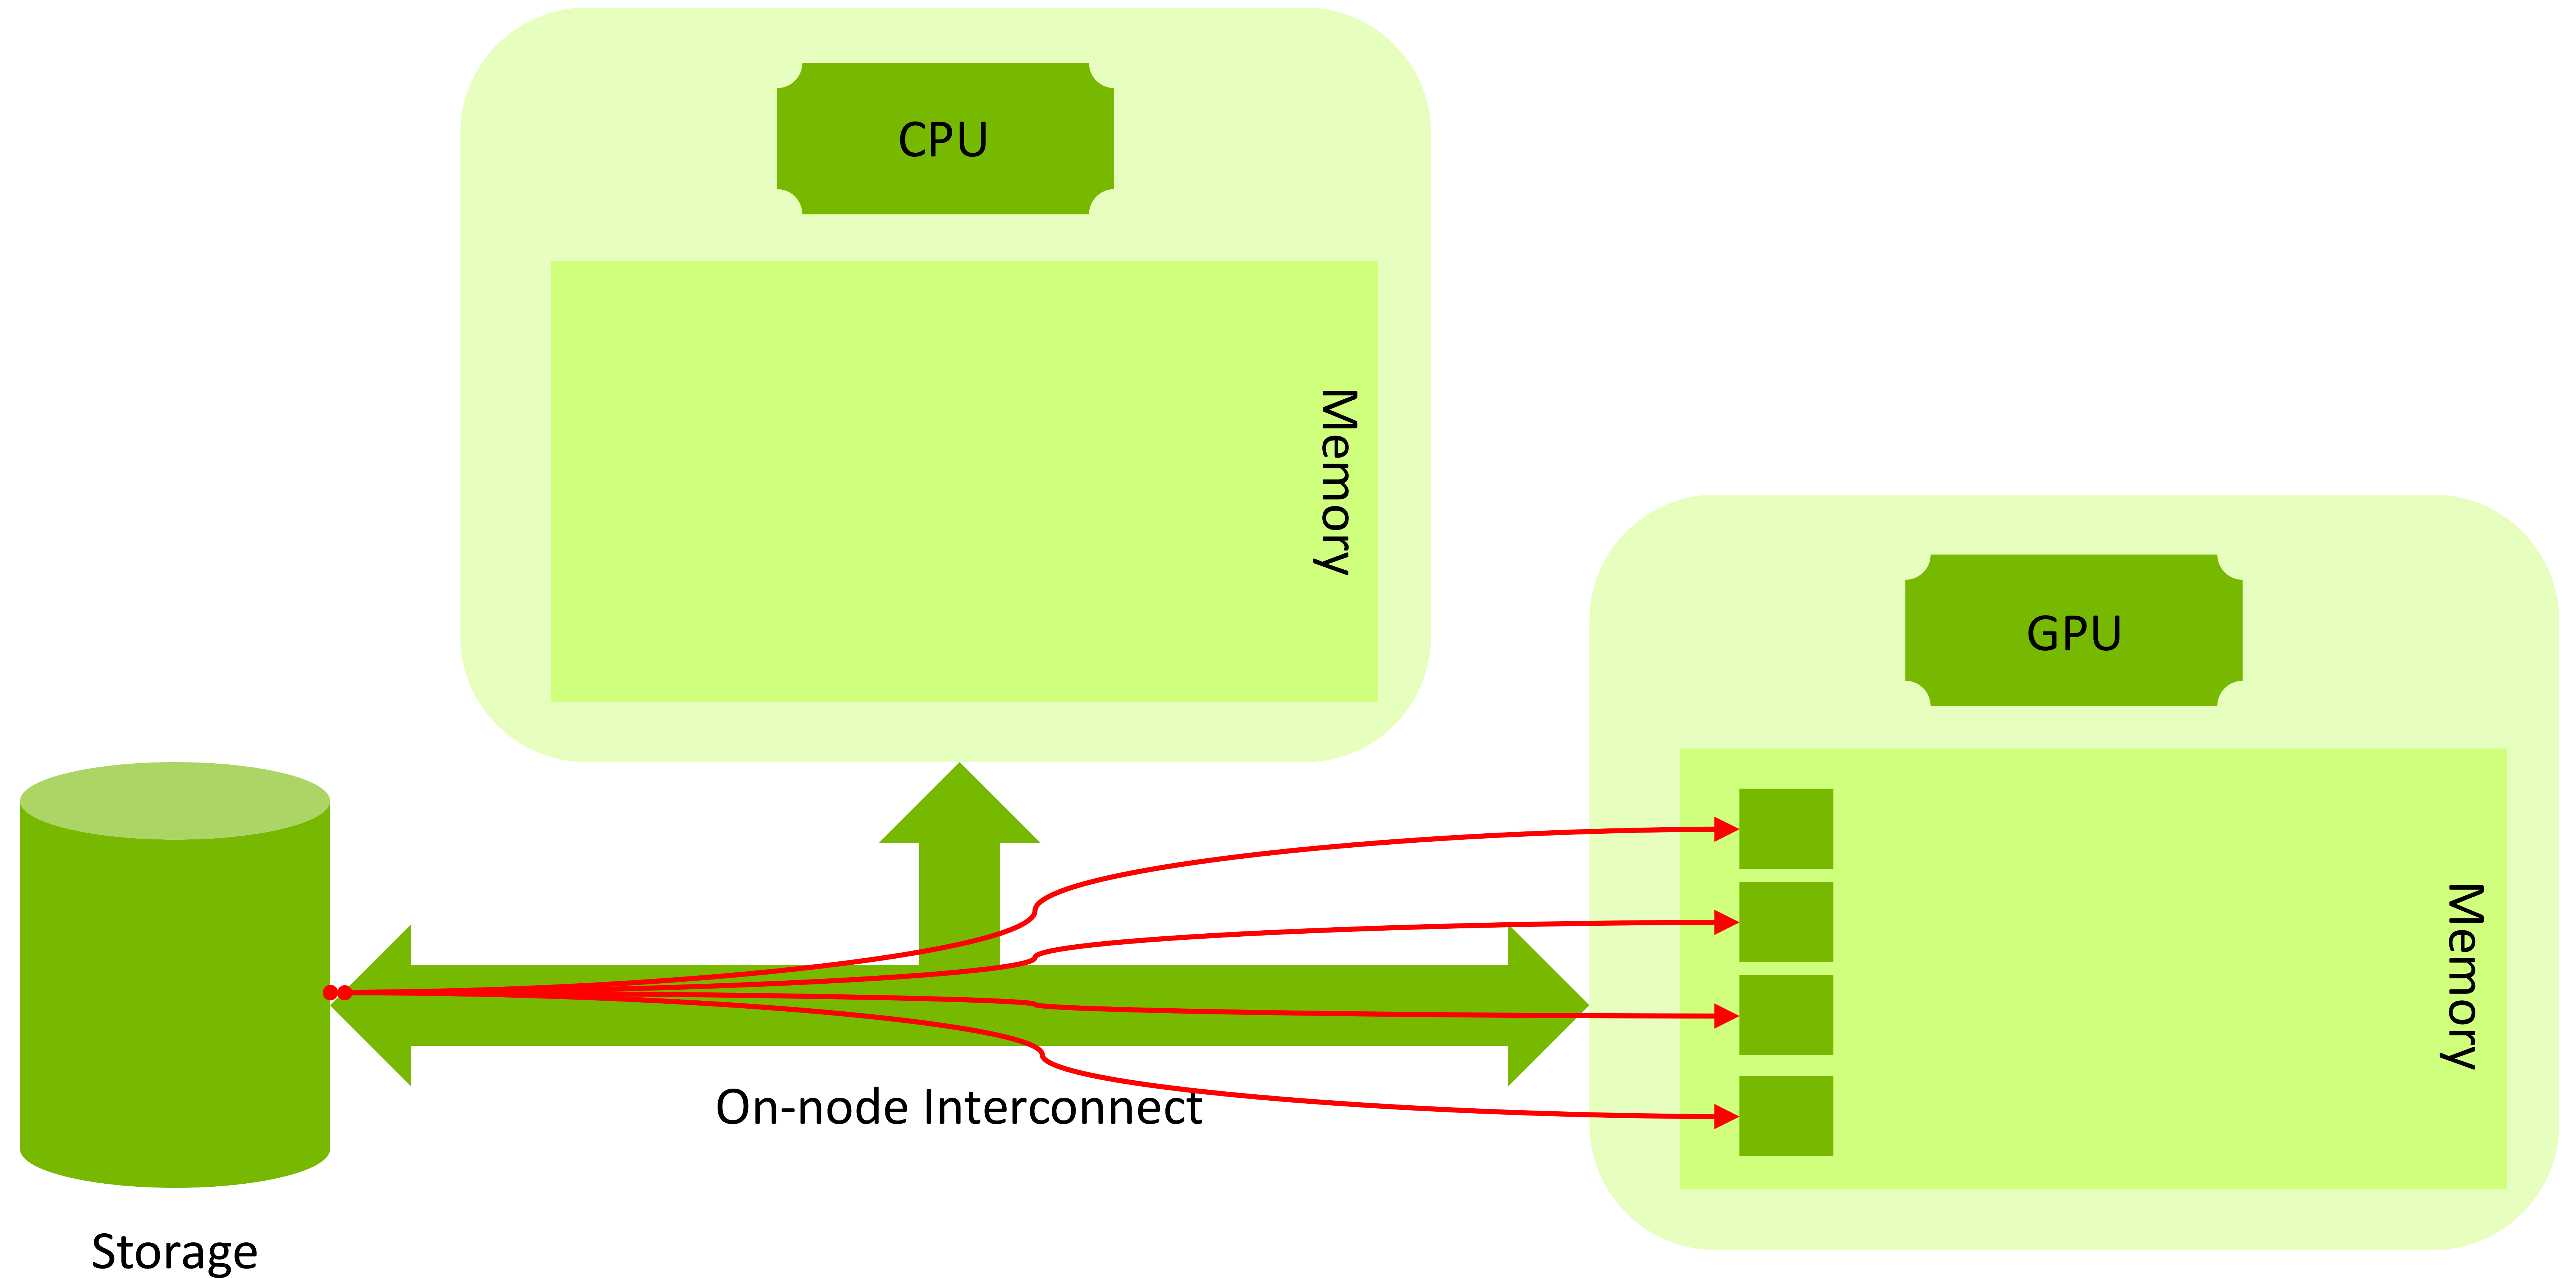 CPU
Memory
GPU
Memory
On-node Interconnect
Storage